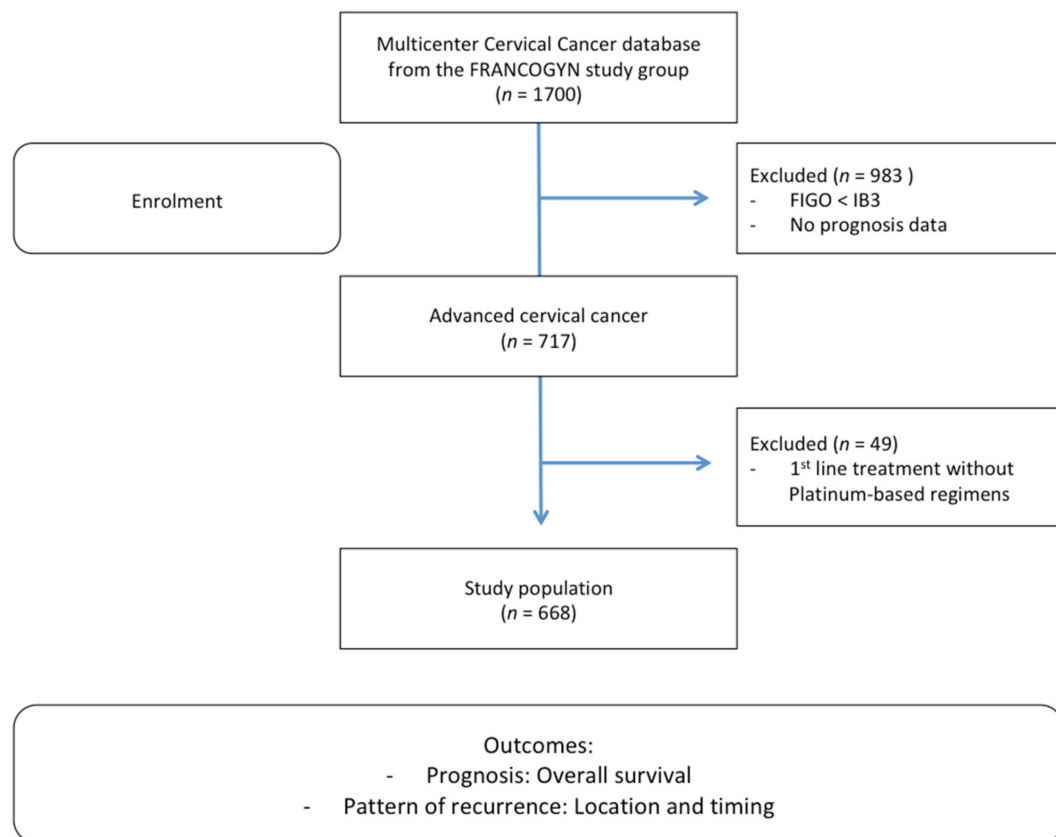 Multicenter Cervical Cancer database
from the FRANCOGYN study group
(n = 1700)
Enrolment
Excluded (n = 983 )
- FIGO < IB3
- No prognosis data
Advanced cervical cancer
(n = 717)
Excluded (n = 49)
- 1st line treatment without
Platinum-based regimens
Study population
(n = 668)
Outcomes:
- Prognosis: Overall survival
- Pattern of recurrence: Location and timing